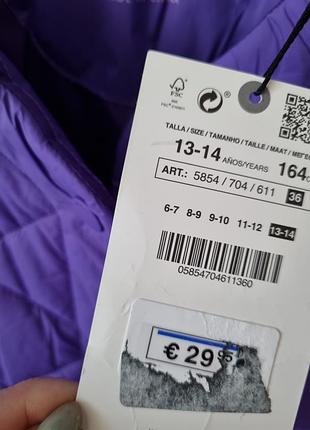 FSC
TALLA / SIZE / TAMANHO / TAILLE / MAAT /
13-14 AÑOS/YEARS 164
ART.: 5854 / 704 / 611 36
6-7 8-9 9-10 11-12 13-14
05854704611360
€ 29,95